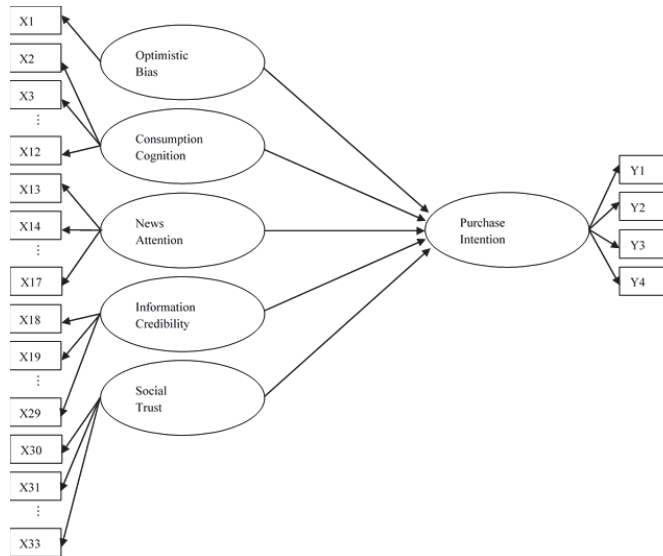 X1
X2
X3
⋮
X12
X13
X14
⋮
X17
X18
X19
⋮
X29
X30
X31
⋮
X33
Optimistic
Bias
Consumption
Cognition
News
Attention
Information
Credibility
Social
Trust
Purchase
Intention
Y1
Y2
Y3
Y4